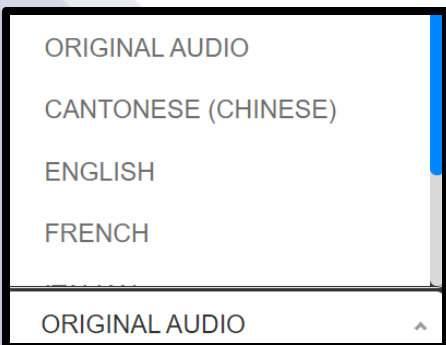 ORIGINAL AUDIO
CANTONESE (CHINESE)
ENGLISH
FRENCH
ORIGINAL AUDIO